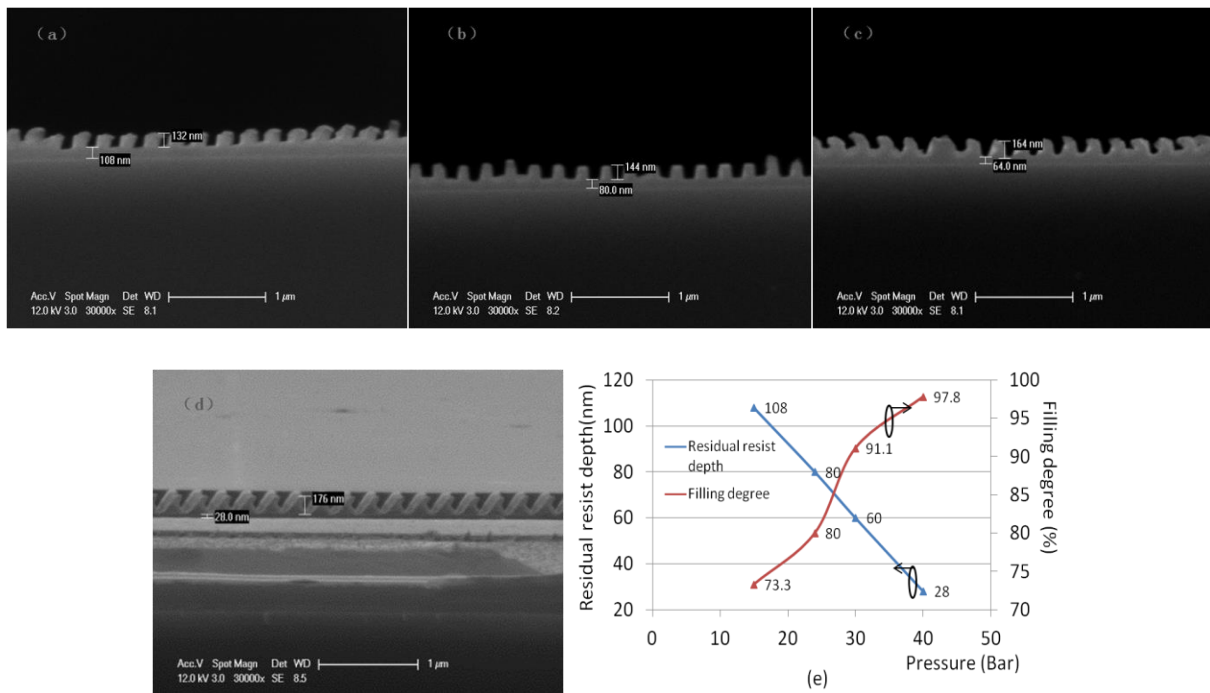 (a)
132 nm
108 nm
Acc.V Spot Magn Det WD
12.0 kV 3.0 30000x SE 8.1
1 µm
(b)
144 nm
80.0 nm
Acc.V Spot Magn Det WD
12.0 kV 3.0 30000x SE 8.2
1 µm
(c)
164 nm
64.0 nm
Acc.V Spot Magn Det WD
12.0 kV 3.0 30000x SE 8.1
1 µm
(d)
176 nm
28.0 nm
Acc.V Spot Magn Det WD
12.0 kV 3.0 30000x SE 8.5
1 µm
Residual resist depth(nm)
120
100
80
60
40
20
0 10 20 30 40 50
Pressure (Bar)
100
95
90
85
80
75
70
Filling degree (%)
Residual resist
depth
Filling degree
108
80
60
28
73.3
80
91.1
97.8
(e)